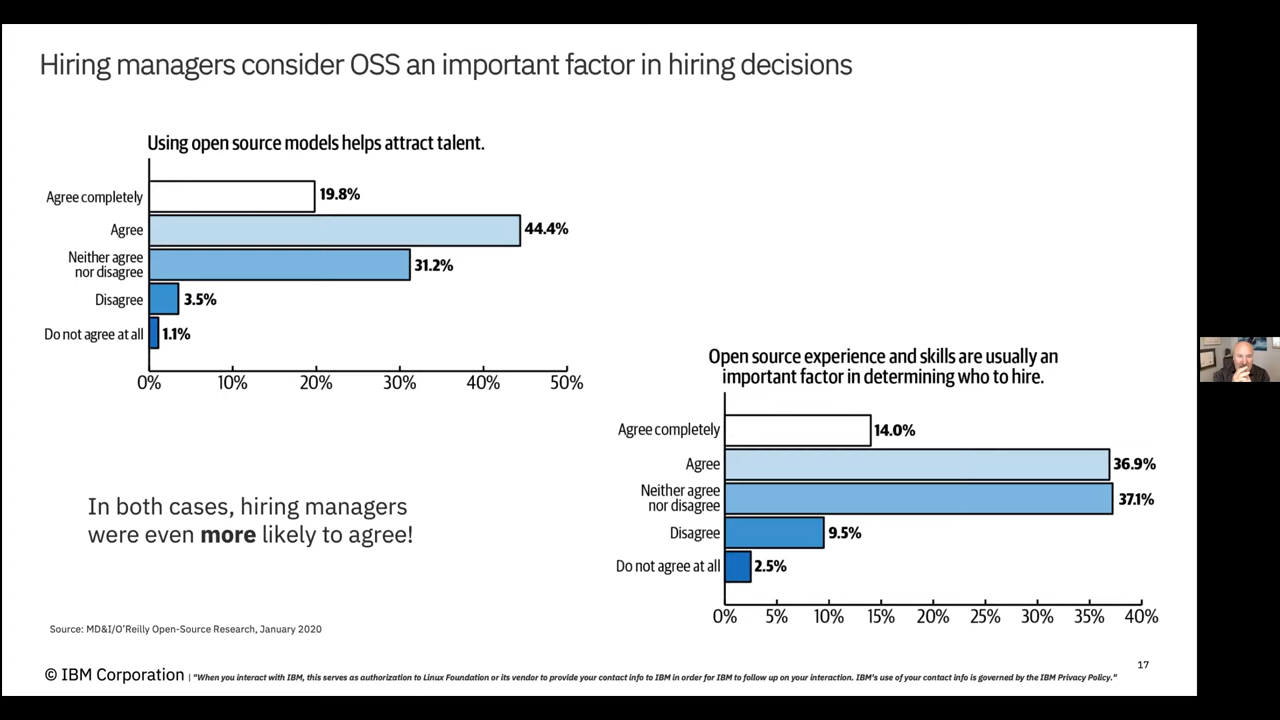 Hiring managers consider OSS an important factor in hiring decisions
Using open source models helps attract talent.
Agree completely
19.8%
Agree
44.4%
Neither agree
nor disagree
31.2%
Disagree
3.5%
Do not agree at all
1.1%
0% 10% 20% 30% 40% 50%
Open source experience and skills are usually an
important factor in determining who to hire.
Agree completely
14.0%
Agree
36.9%
Neither agree
nor disagree
37.1%
Disagree
9.5%
Do not agree at all
2.5%
0% 5% 10% 15% 20% 25% 30% 35% 40%
In both cases, hiring managers
were even more likely to agree!
Source: MD&I/O'Reilly Open-Source Research, January 2020
17
© IBM Corporation | "When you interact with IBM, this serves as authorization to Linux Foundation or its vendor to provide your contact info to IBM in order for IBM to follow up on your interaction. IBM's use of your contact info is governed by the IBM Privacy Policy."